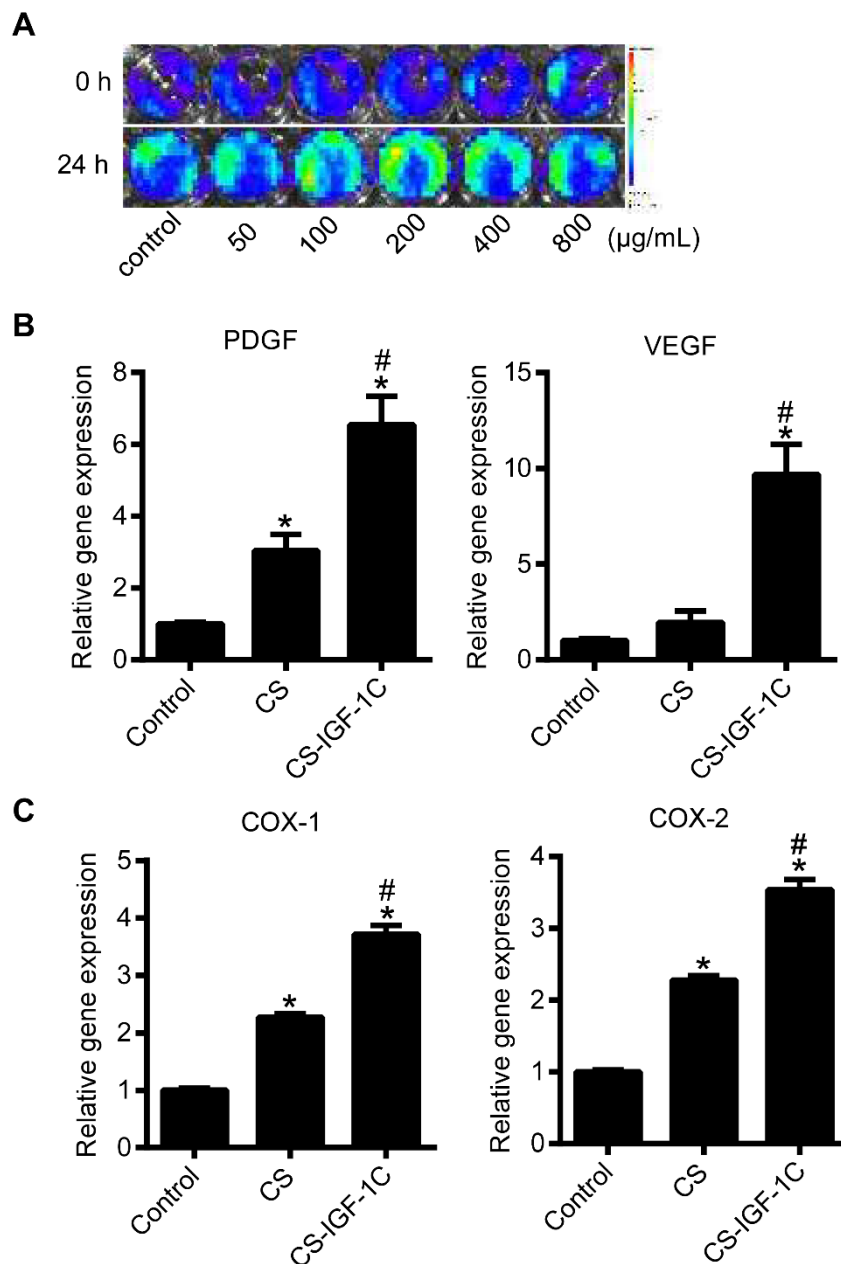 A
0 h
24 h
control 50 100 200 400 800 (µg/mL)
B
PDGF
Relative gene expression
8
6
4
2
0
*
#
*
Control CS CS-IGF-1C
VEGF
Relative gene expression
15
10
5
0
#
*
Control CS CS-IGF-1C
C
COX-1
Relative gene expression
5
4
3
2
1
0
*
#
*
Control CS CS-IGF-1C
COX-2
Relative gene expression
4
3
2
1
0
*
#
*
Control CS CS-IGF-1C